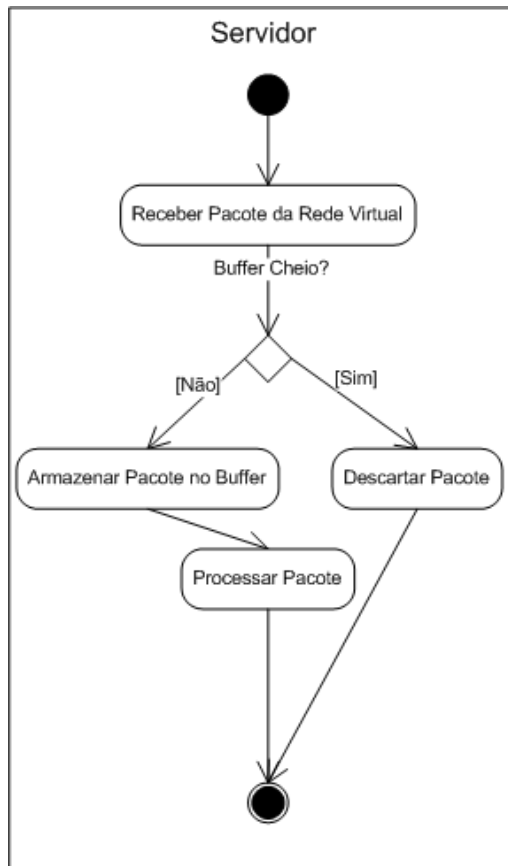 Servidor
Receber Pacote da Rede Virtual
Buffer Cheio?
[Não]
[Sim]
Armazenar Pacote no Buffer
Descartar Pacote
Processar Pacote